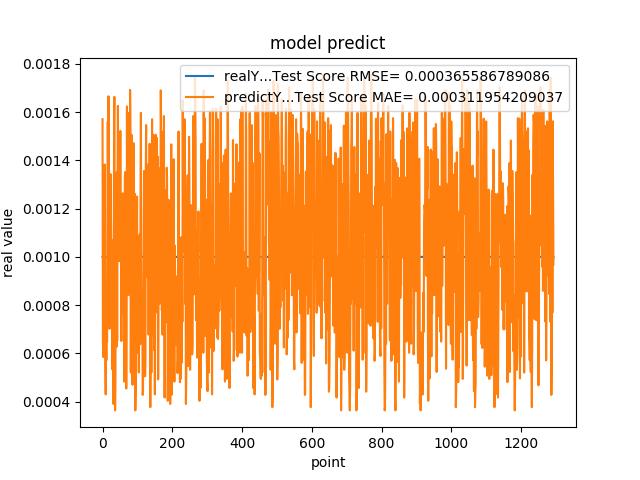 model predict
realY...Test Score RMSE= 0.000365586789086
predictY...Test Score MAE= 0.000311954209037
real value
0.0018
0.0016
0.0014
0.0012
0.0010
0.0008
0.0006
0.0004
0 200 400 600 800 1000 1200
point